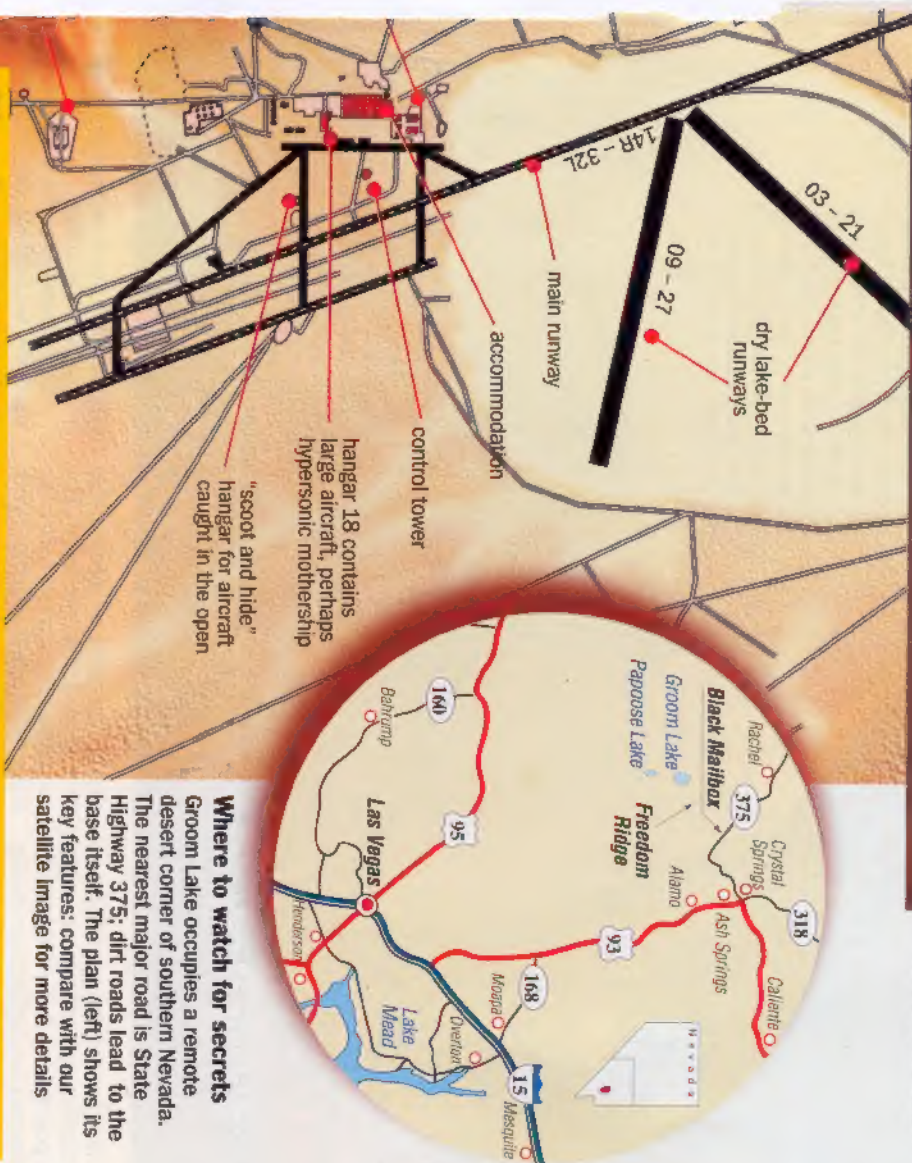 14R – 32L
03 – 21
09 – 27
dry lake-bed
runways
main runway
accommodation
control tower
hangar 18 contains
large aircraft, perhaps
hypersonic mothership
"scoot and hide"
hangar for aircraft
caught in the open
Rachel
Black Mailbox
Groom Lake
Papoose Lake
375
Crystal
Springs
318
Caliente
Freedom
Ridge
Alamo
Ash Springs
93
168
Moapa
Overton
15
Mesquite
Nevada
160
Bahrump
95
Las Vegas
Henderson
Lake
Mead
Where to watch for secrets
Groom Lake occupies a remote
desert corner of southern Nevada.
The nearest major road is State
Highway 375; dirt roads lead to the
base itself. The plan (left) shows its
key features: compare with our
satellite image for more details